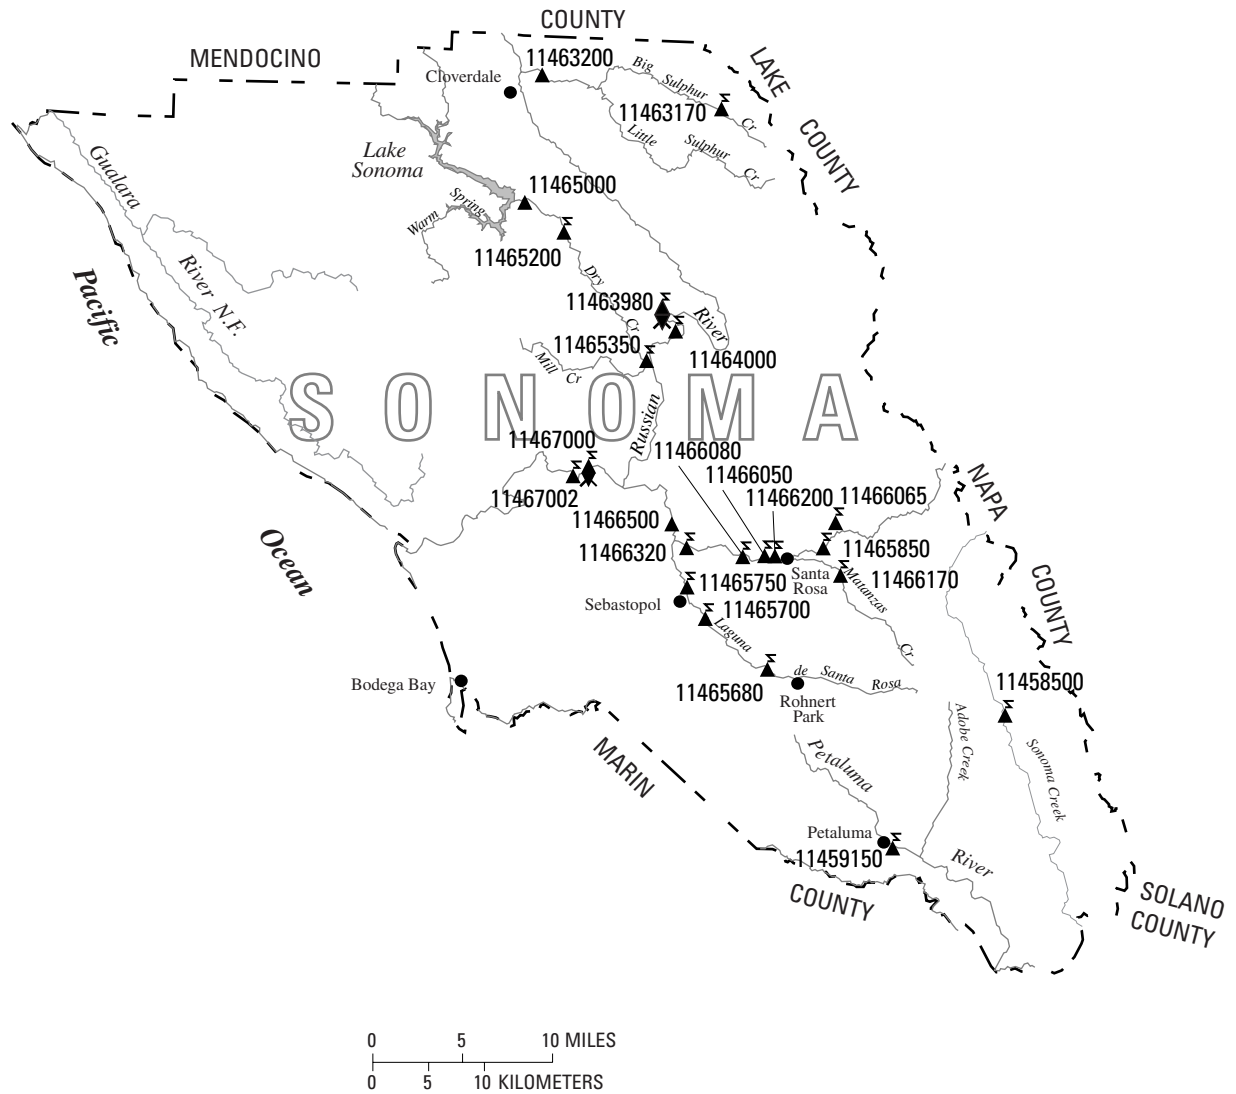 COUNTY
MENDOCINO
LAKE
COUNTY
11463200
Cloverdale
Big Sulphur Cr
11463170
Little Sulphur Cr
Gualara
River N.F.
Lake
Sonoma
11465000
Warm Spring
11465200
Dry
Cr
Pacific
Ocean
11463980
River
11465350
11464000
Mill Cr
SONOMA
Russian
11467000
11466080
11466050
11466200
11466065
NAPA
COUNTY
11467002
11466500
11466320
11465850
Santa
Rosa
11466170
Matanzas
Cr
11465750
Sebastopol
11465700
Laguna
de Santa Rosa
11465680
Rohnert
Park
Bodega Bay
11458500
MARIN
COUNTY
Adobe Creek
Sonoma Creek
Petaluma
River
Petaluma
11459150
SOLANO
COUNTY
0 5 10 MILES
0 5 10 KILOMETERS